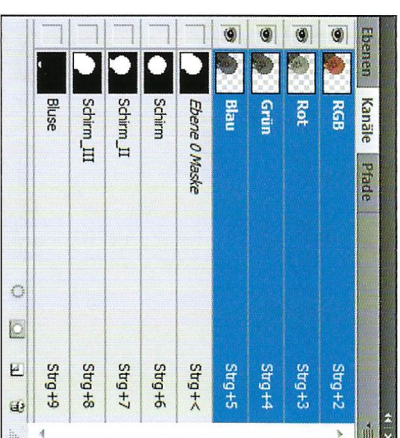 Ebenen Kanäle Pfade
RGB Strg+2
Rot Strg+3
Grün Strg+4
Blau Strg+5
Ebene 0 Maske Strg+<
Schirm Strg+6
Schirm_II Strg+7
Schirm_III Strg+8
Bluse Strg+9